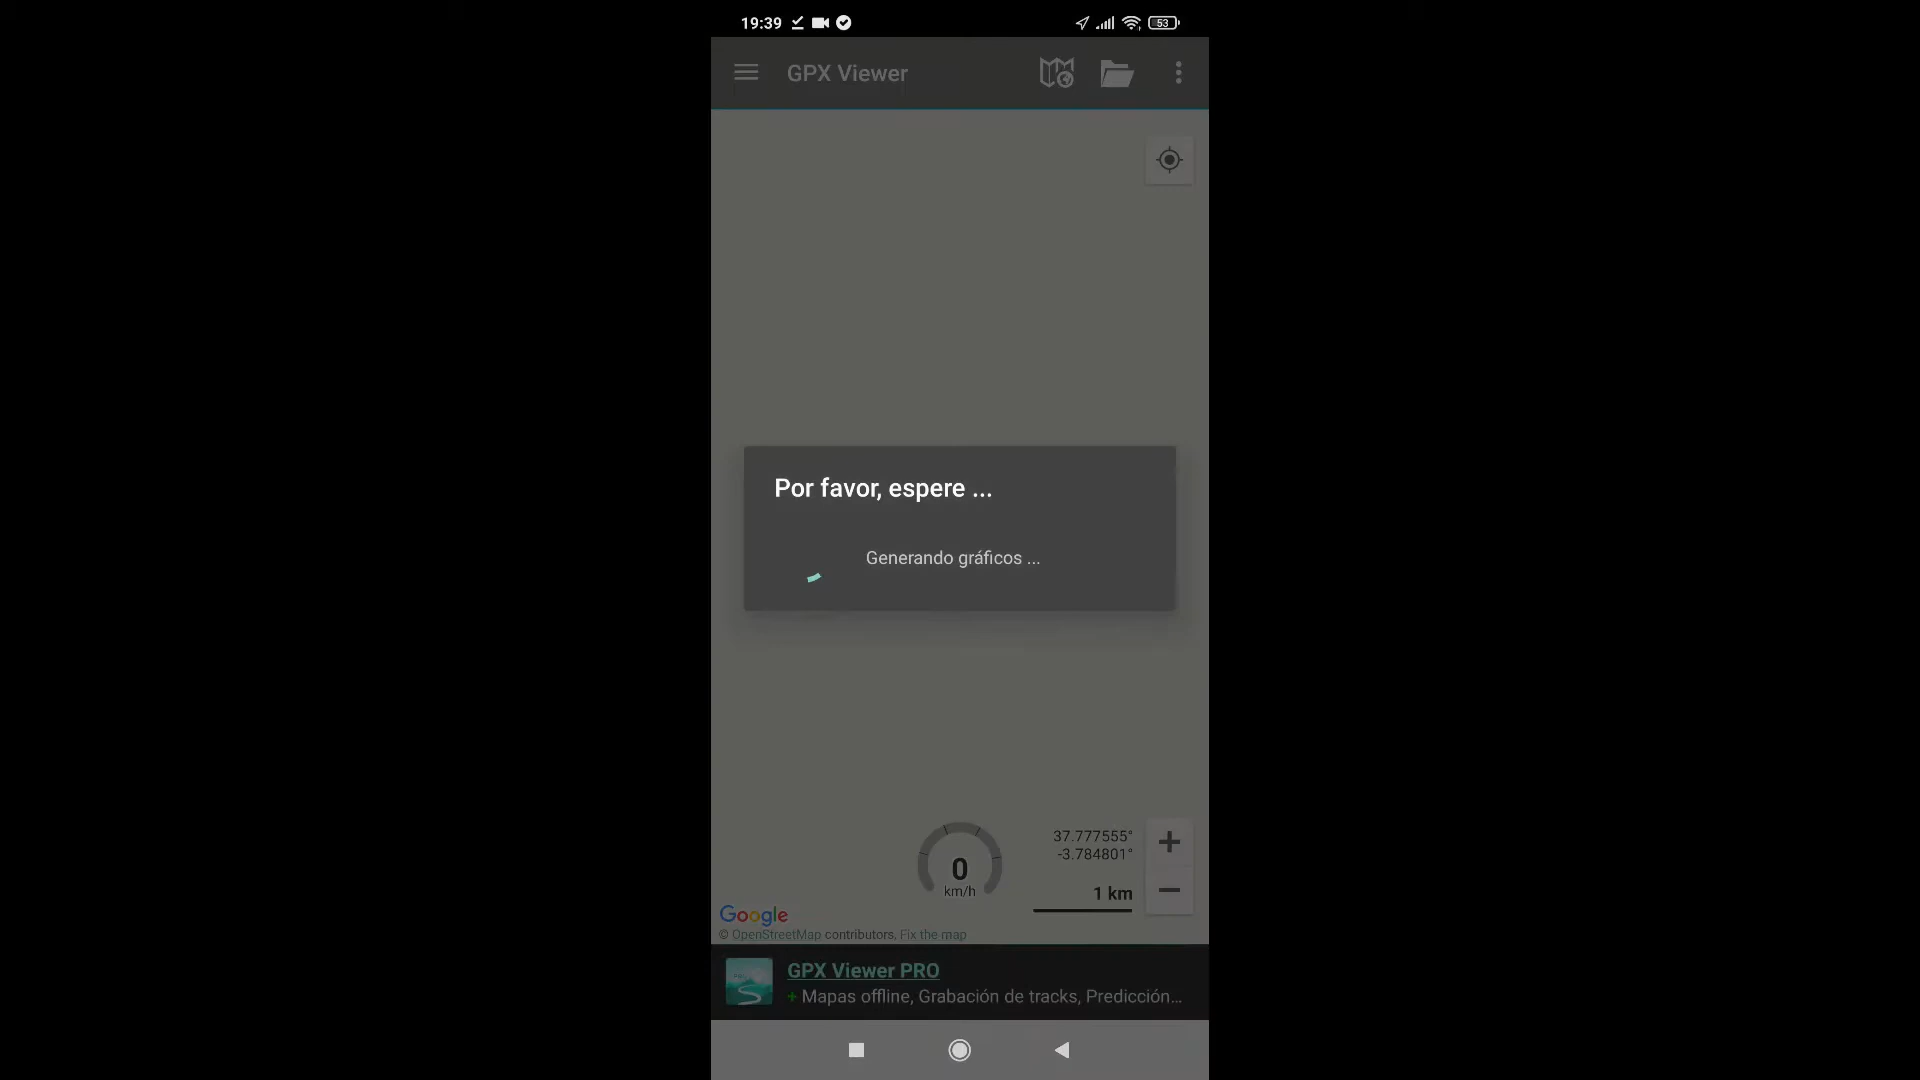 19:39
53
GPX Viewer
Por favor, espere ...
Generando gráficos ...
37.777555°
-3.784801°
0
km/h
1 km
Google
© OpenStreetMap contributors. Fix the map
GPX Viewer PRO
+ Mapas offline, Grabación de tracks, Predicción...